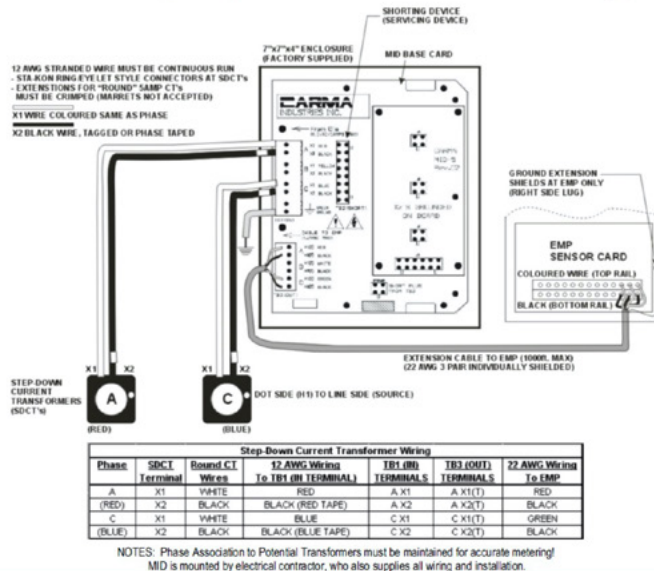 SHORTING DEVICE
(SERVICING DEVICE)
7"x7"x4" ENCLOSURE
(FACTORY SUPPLIED)
MID BASE CARD
12 AWG STRANDED WIRE MUST BE CONTINUOUS RUN
- STA-KON RING EYELET STYLE CONNECTORS AT SDCT's
- EXTENSTIONS FOR "ROUND" 5AMP CT's
MUST BE CRIMPED (MARRETS NOT ACCEPTED)
X1 WIRE COLOURED SAME AS PHASE
X2 BLACK WIRE, TAGGED OR PHASE TAPED
CARMA
INDUSTRIES INC.
GROUND EXTENSION
SHIELDS AT EMP ONLY
(RIGHT SIDE LUG)
EMP
SENSOR CARD
COLOURED WIRE (TOP RAIL)
BLACK (BOTTOM RAIL)
CABLE TO EMP
EXTENSION CABLE TO EMP (1000ft. MAX)
(22 AWG 3 PAIR INDIVIDUALLY SHIELDED)
X1 X2 X1 X2
STEP-DOWN
CURRENT
TRANSFORMERS
(SDCT's)
A C
DOT SIDE (H1) TO LINE SIDE (SOURCE)
(RED) (BLUE)
Step-Down Current Transformer Wiring
Phase SDCT Terminal Round CT Wires 12 AWG Wiring To TB1 (IN TERMINAL) TB1 (IN) TERMINALS TB3 (OUT) TERMINALS 22 AWG Wiring To EMP
A X1 WHITE RED A X1 A X1(T) RED
(RED) X2 BLACK BLACK (RED TAPE) A X2 A X2(T) BLACK
C X1 WHITE BLUE C X1 C X1(T) GREEN
(BLUE) X2 BLACK BLACK (BLUE TAPE) C X2 C X2(T) BLACK
NOTES: Phase Association to Potential Transformers must be maintained for accurate metering!
MID is mounted by electrical contractor, who also supplies all wiring and installation.